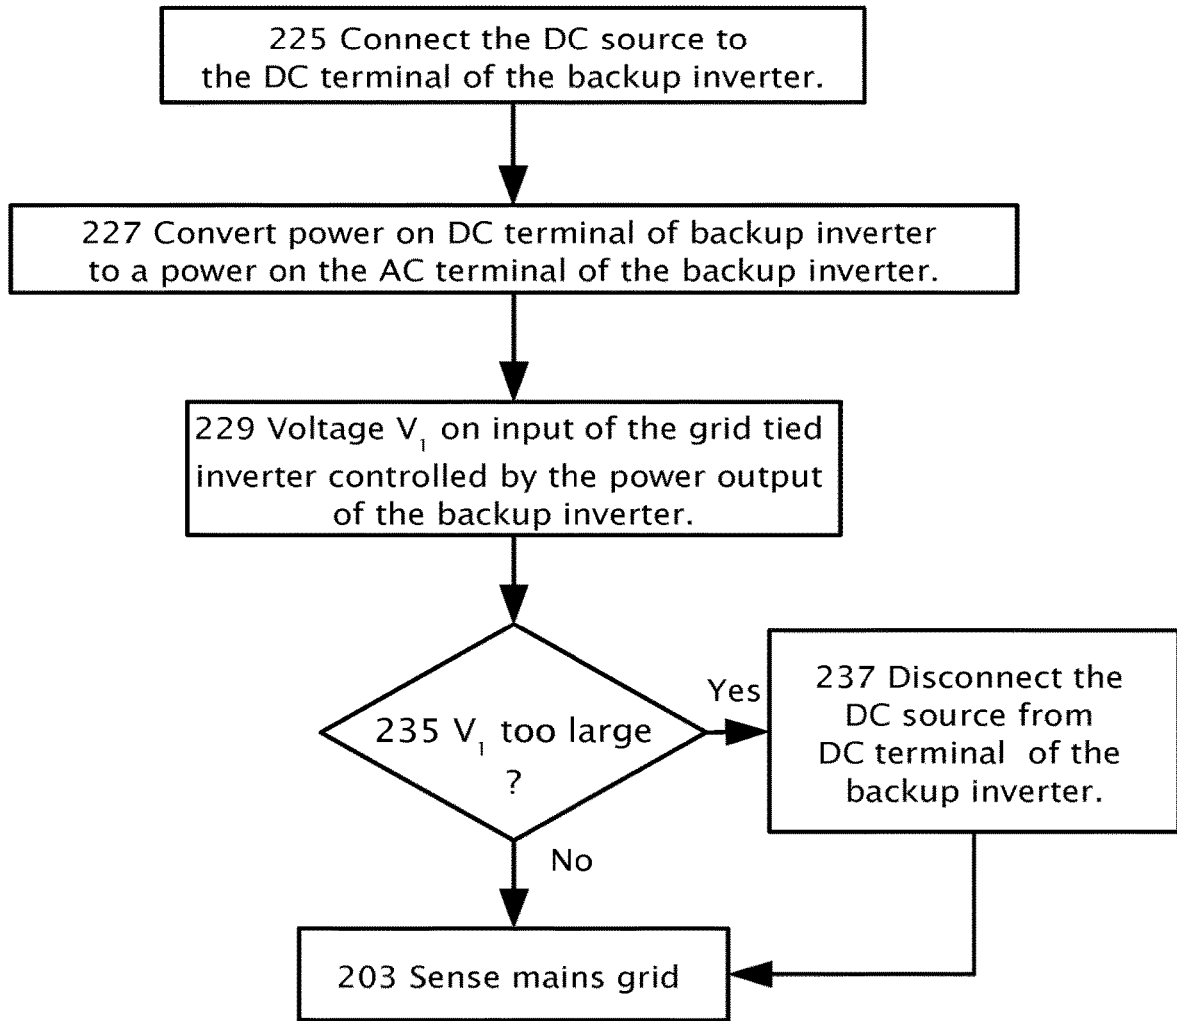 225 Connect the DC source to
the DC terminal of the backup inverter.
227 Convert power on DC terminal of backup inverter
to a power on the AC terminal of the backup inverter.
229 Voltage V₁ on input of the grid tied
inverter controlled by the power output
of the backup inverter.
235 V₁ too large
?
Yes
237 Disconnect the
DC source from
DC terminal of the
backup inverter.
No
203 Sense mains grid